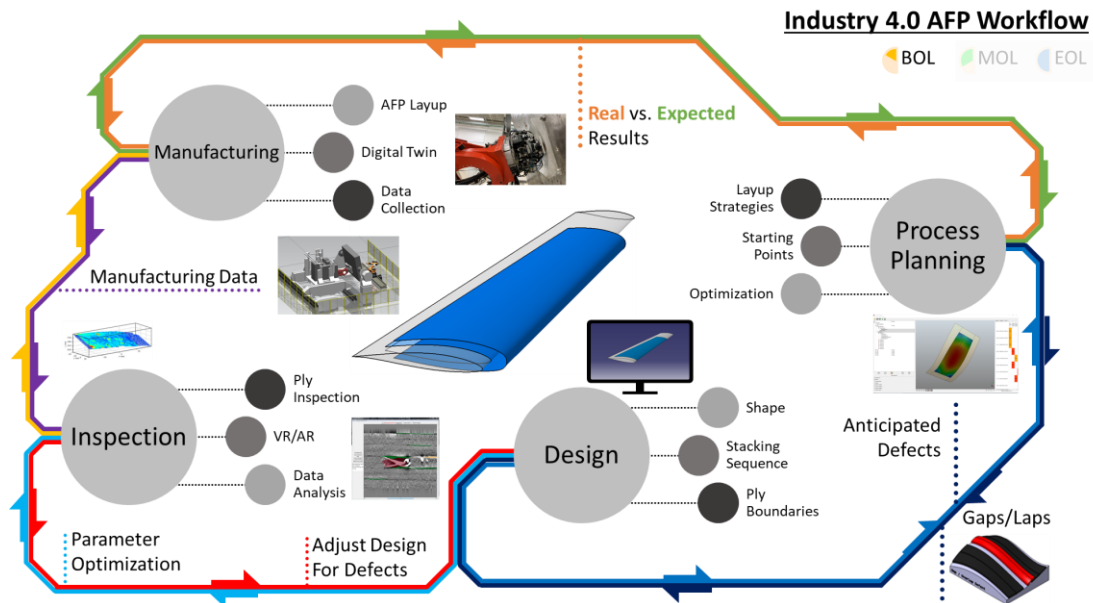 Industry 4.0 AFP Workflow
BOL
MOL
EOL
Manufacturing
AFP Layup
Digital Twin
Data
Collection
Real vs. Expected
Results
Layup
Strategies
Starting
Points
Optimization
Process
Planning
Manufacturing Data
Inspection
Ply
Inspection
VR/AR
Data
Analysis
Design
Shape
Stacking
Sequence
Ply
Boundaries
Anticipated
Defects
Gaps/Laps
Parameter
Optimization
Adjust Design
For Defects